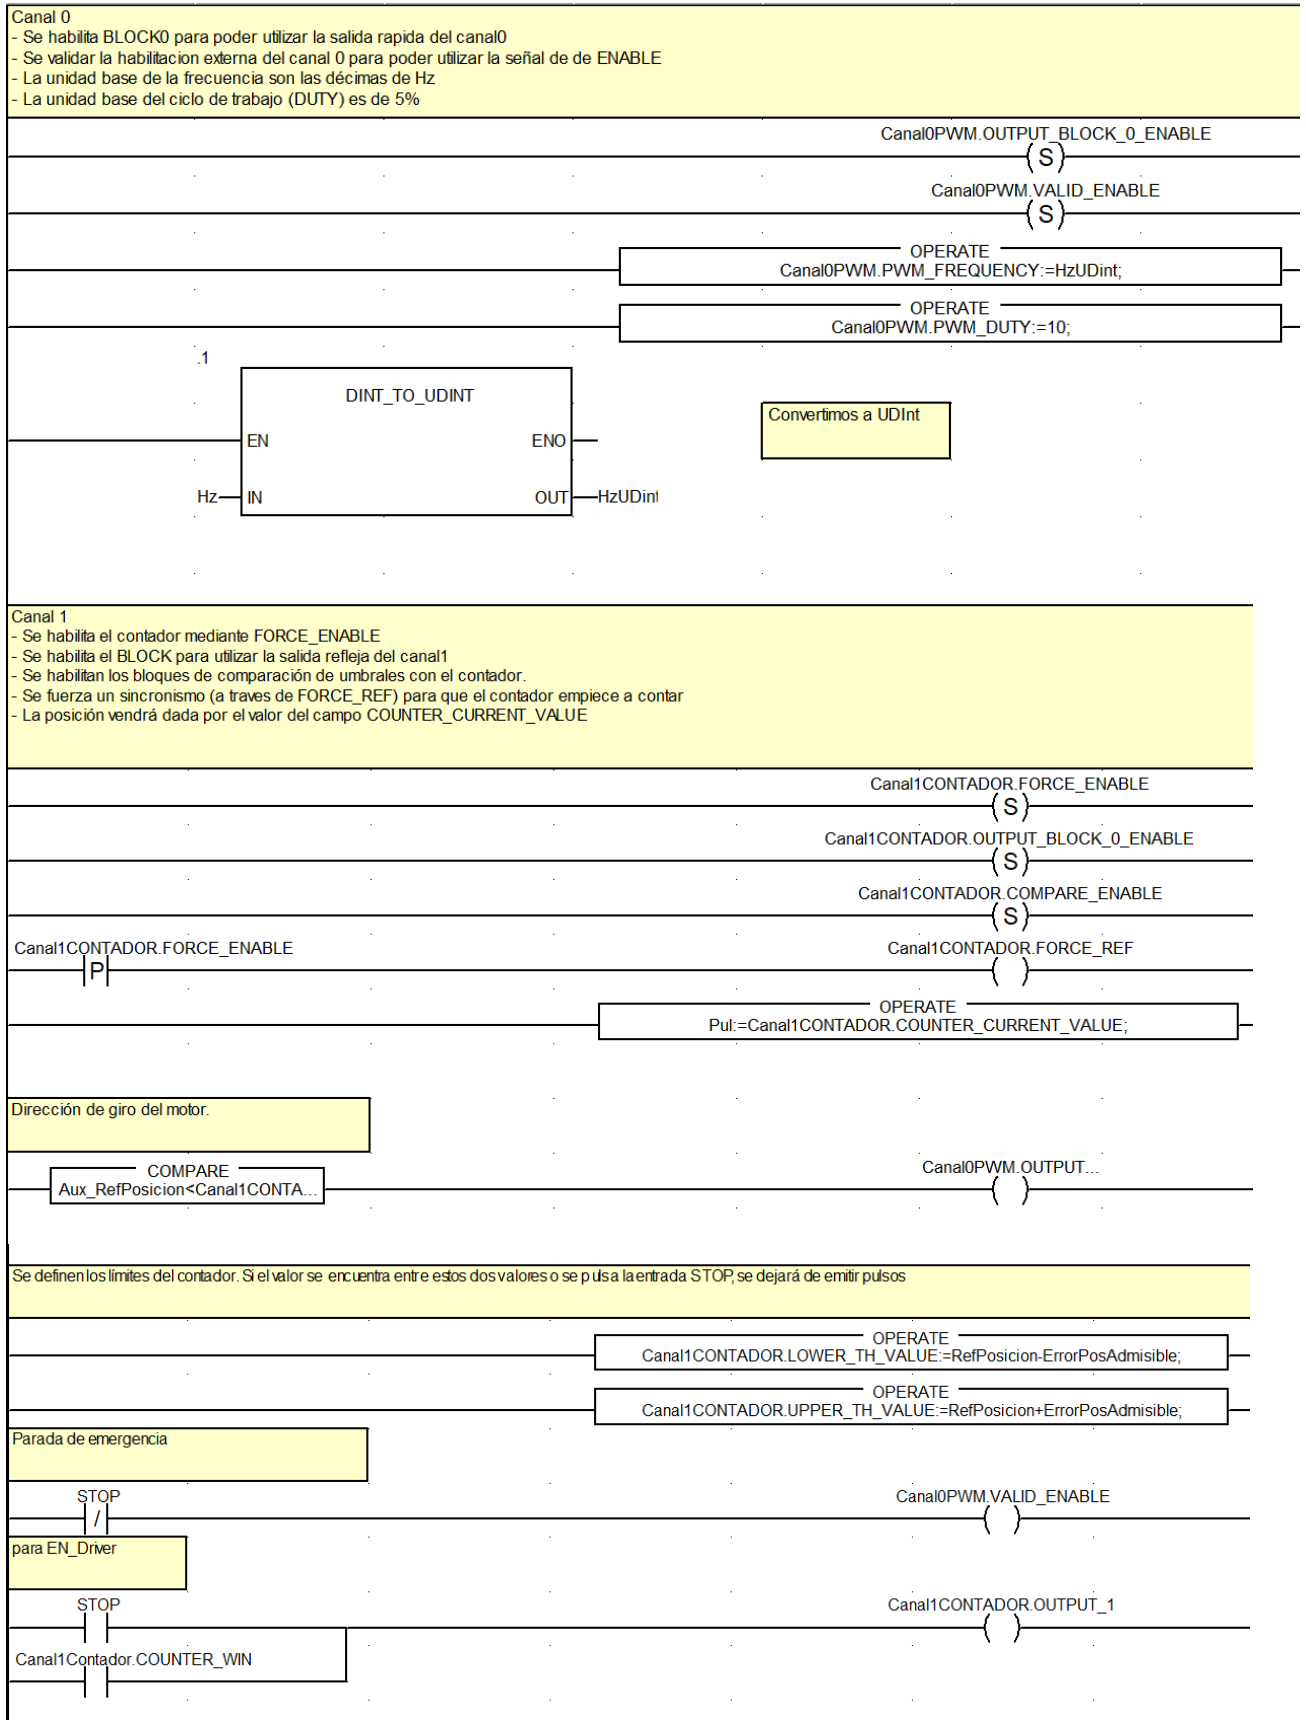 Canal 0
- Se habilita BLOCK0 para poder utilizar la salida rapida del canal0
- Se validar la habilitacion externa del canal 0 para poder utilizar la señal de de ENABLE
- La unidad base de la frecuencia son las décimas de Hz
- La unidad base del ciclo de trabajo (DUTY) es de 5%
Canal0PWM.OUTPUT_BLOCK_0_ENABLE
S
Canal0PWM.VALID_ENABLE
S
OPERATE
Canal0PWM.PWM_FREQUENCY:=HzUDint;
OPERATE
Canal0PWM.PWM_DUTY:=10;
.1
DINT_TO_UDINT
Convertimos a UDInt
EN ENO
Hz IN OUT HzUDint
Canal 1
- Se habilita el contador mediante FORCE_ENABLE
- Se habilita el BLOCK para utilizar la salida refleja del canal1
- Se habilitan los bloques de comparación de umbrales con el contador.
- Se fuerza un sincronismo (a traves de FORCE_REF) para que el contador empiece a contar
- La posición vendrá dada por el valor del campo COUNTER_CURRENT_VALUE
Canal1CONTADOR.FORCE_ENABLE
S
Canal1CONTADOR.OUTPUT_BLOCK_0_ENABLE
S
Canal1CONTADOR.COMPARE_ENABLE
S
Canal1CONTADOR.FORCE_ENABLE Canal1CONTADOR.FORCE_REF
P
OPERATE
Pul:=Canal1CONTADOR.COUNTER_CURRENT_VALUE;
Dirección de giro del motor.
COMPARE
Aux_RefPosicion<Canal1CONTA...
Canal0PWM.OUTPUT...
Se definen los límites del contador. Si el valor se encuentra entre estos dos valores o se pulsa la entrada STOP, se dejará de emitir pulsos
OPERATE
Canal1CONTADOR.LOWER_TH_VALUE:=RefPosicion-ErrorPosAdmisible;
OPERATE
Canal1CONTADOR.UPPER_TH_VALUE:=RefPosicion+ErrorPosAdmisible;
Parada de emergencia
STOP Canal0PWM.VALID_ENABLE
/
para EN_Driver
STOP Canal1CONTADOR.OUTPUT_1
Canal1Contador.COUNTER_WIN